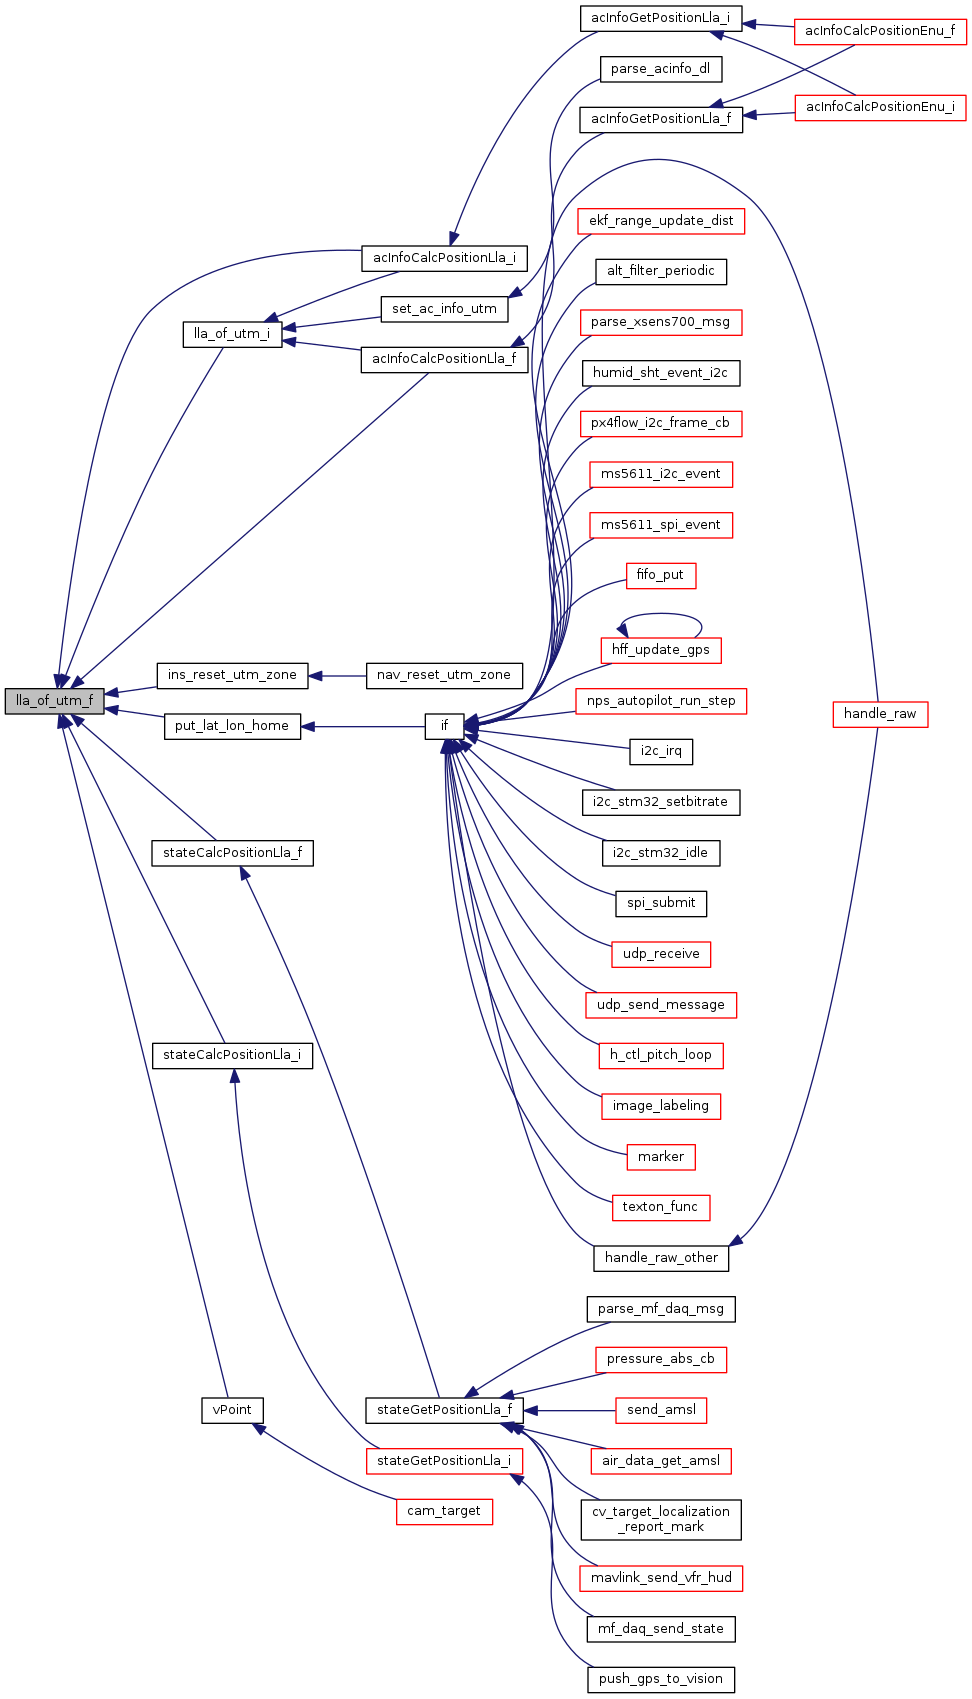 acInfoGetPositionLla_i
acInfoCalcPositionEnu_f
parse_acinfo_dl
acInfoCalcPositionEnu_i
acInfoGetPositionLla_f
ekf_range_update_dist
acInfoCalcPositionLla_i
alt_filter_periodic
set_ac_info_utm
parse_xsens700_msg
lla_of_utm_i
acInfoCalcPositionLla_f
humid_sht_event_i2c
px4flow_i2c_frame_cb
ms5611_i2c_event
ms5611_spi_event
fifo_put
hff_update_gps
ins_reset_utm_zone
nav_reset_utm_zone
lla_of_utm_f
nps_autopilot_run_step
handle_raw
put_lat_lon_home
if
i2c_irq
i2c_stm32_setbitrate
stateCalcPositionLla_f
i2c_stm32_idle
spi_submit
udp_receive
udp_send_message
stateCalcPositionLla_i
h_ctl_pitch_loop
image_labeling
marker
texton_func
handle_raw_other
parse_mf_daq_msg
pressure_abs_cb
vPoint
stateGetPositionLla_f
send_amsl
stateGetPositionLla_i
air_data_get_amsl
cam_target
cv_target_localization
_report_mark
mavlink_send_vfr_hud
mf_daq_send_state
push_gps_to_vision